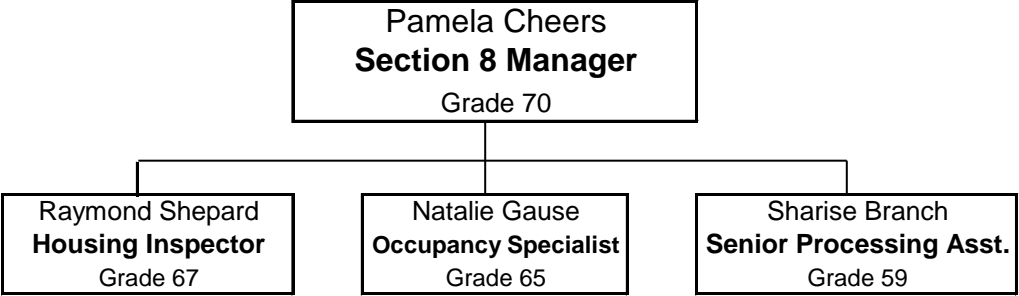 Pamela Cheers
Section 8 Manager
Grade 70
Raymond Shepard
Housing Inspector
Grade 67
Natalie Gause
Occupancy Specialist
Grade 65
Sharise Branch
Senior Processing Asst.
Grade 59